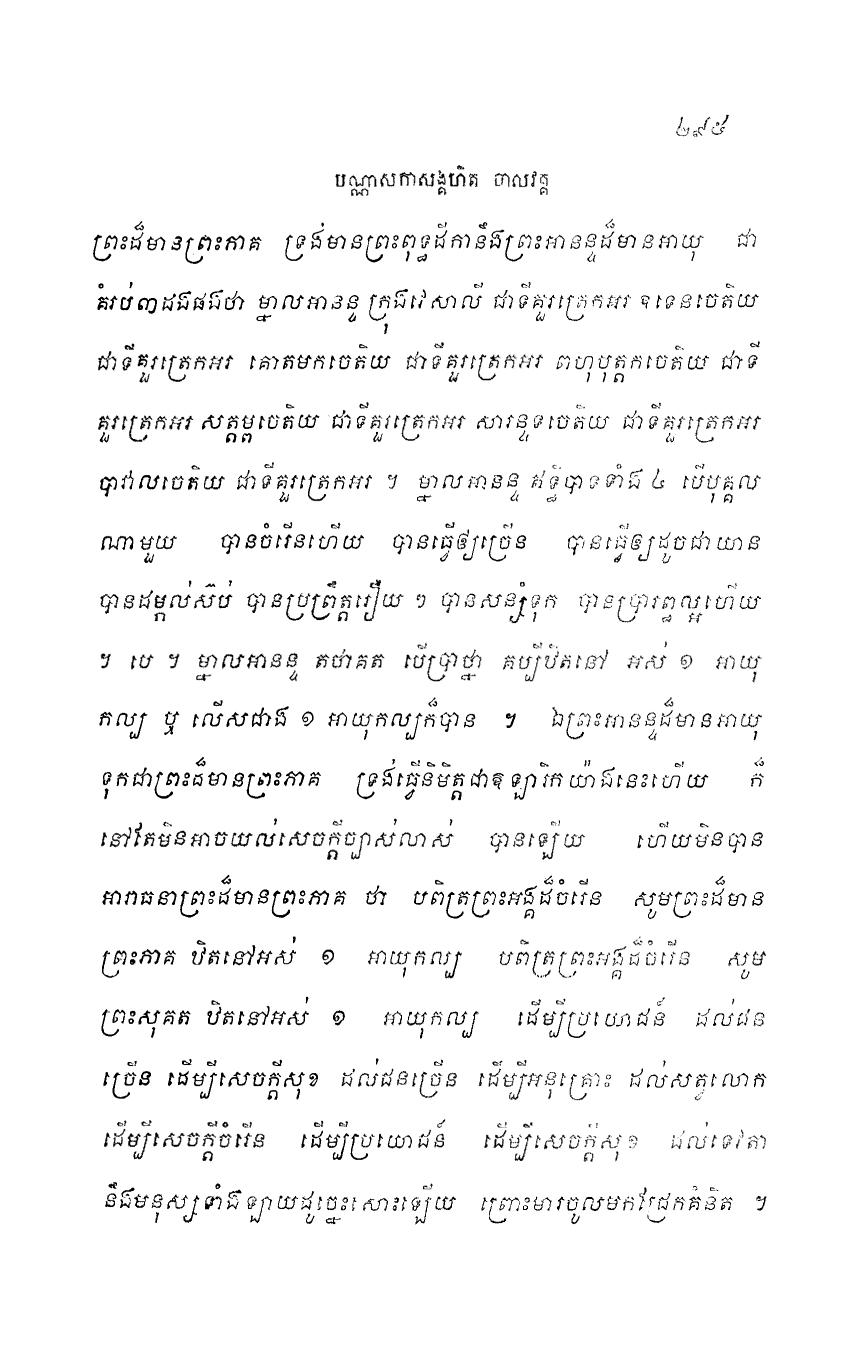 ២៩៥
បណ្ណាសកាសង្គហិត ចាលវគ្គ
ព្រះដ៏មានព្រះភាគ ទ្រង់មានព្រះពុទ្ធដីកានឹងព្រះអានន្ទដ៏មានអាយុ ជា
គំរប់៣ដងផងថា ម្នាលអានន្ទ ក្រុងវេសាលី ជាទីគួរត្រេកអរ ឧទេនចេតិយ
ជាទីគួរត្រេកអរ គោតមកចេតិយ ជាទីគួរត្រេកអរ ពហុបុត្តកចេតិយ ជាទី
គួរត្រេកអរ សត្តម្ពចេតិយ ជាទីគួរត្រេកអរ សារន្ទទចេតិយ ជាទីគួរត្រេកអរ
បាវាលចេតិយ ជាទីគួរត្រេកអរ ។ ម្នាលអានន្ទ ឥទ្ធិបាទទាំង ៤ បើបុគ្គល
ណាមួយ បានចំរើនហើយ បានធ្វើឲ្យច្រើន បានធ្វើឲ្យដូចជាយាន
បានដម្កល់ស៊ប់ បានប្រព្រឹត្តរឿយ ៗ បានសន្សំទុក បានប្រារព្ធល្អហើយ
។ បេ ។ ម្នាលអានន្ទ តថាគត បើប្រាថ្នា គប្បីឋិតនៅ អស់ ១ អាយុ
កល្ប ឬ លើសជាង ១ អាយុកល្បក៏បាន ។ ឯព្រះអានន្ទដ៏មានអាយុ
ទុកជាព្រះដ៏មានព្រះភាគ ទ្រង់ធ្វើនិមិត្តជាឱឡារិកយ៉ាងនេះហើយ ក៏
នៅតែមិនអាចយល់សេចក្តីច្បាស់លាស់ បានឡើយ ហើយមិនបាន
អារាធនាព្រះដ៏មានព្រះភាគ ថា បពិត្រព្រះអង្គដ៏ចំរើន សូមព្រះដ៏មាន
ព្រះភាគ ឋិតនៅអស់ ១ អាយុកល្ប បពិត្រព្រះអង្គដ៏ចំរើន សូម
ព្រះសុគត ឋិតនៅអស់ ១ អាយុកល្ប ដើម្បីប្រយោជន៍ ដល់ជន
ច្រើន ដើម្បីសេចក្តីសុខ ដល់ជនច្រើន ដើម្បីអនុគ្រោះ ដល់សត្វលោក
ដើម្បីសេចក្តីចំរើន ដើម្បីប្រយោជន៍ ដើម្បីសេចក្តីសុខ ដល់ទេវតា
នឹងមនុស្សទាំងឡាយដូច្នេះសោះឡើយ ព្រោះមារចូលមកជ្រែកគំនិត ។